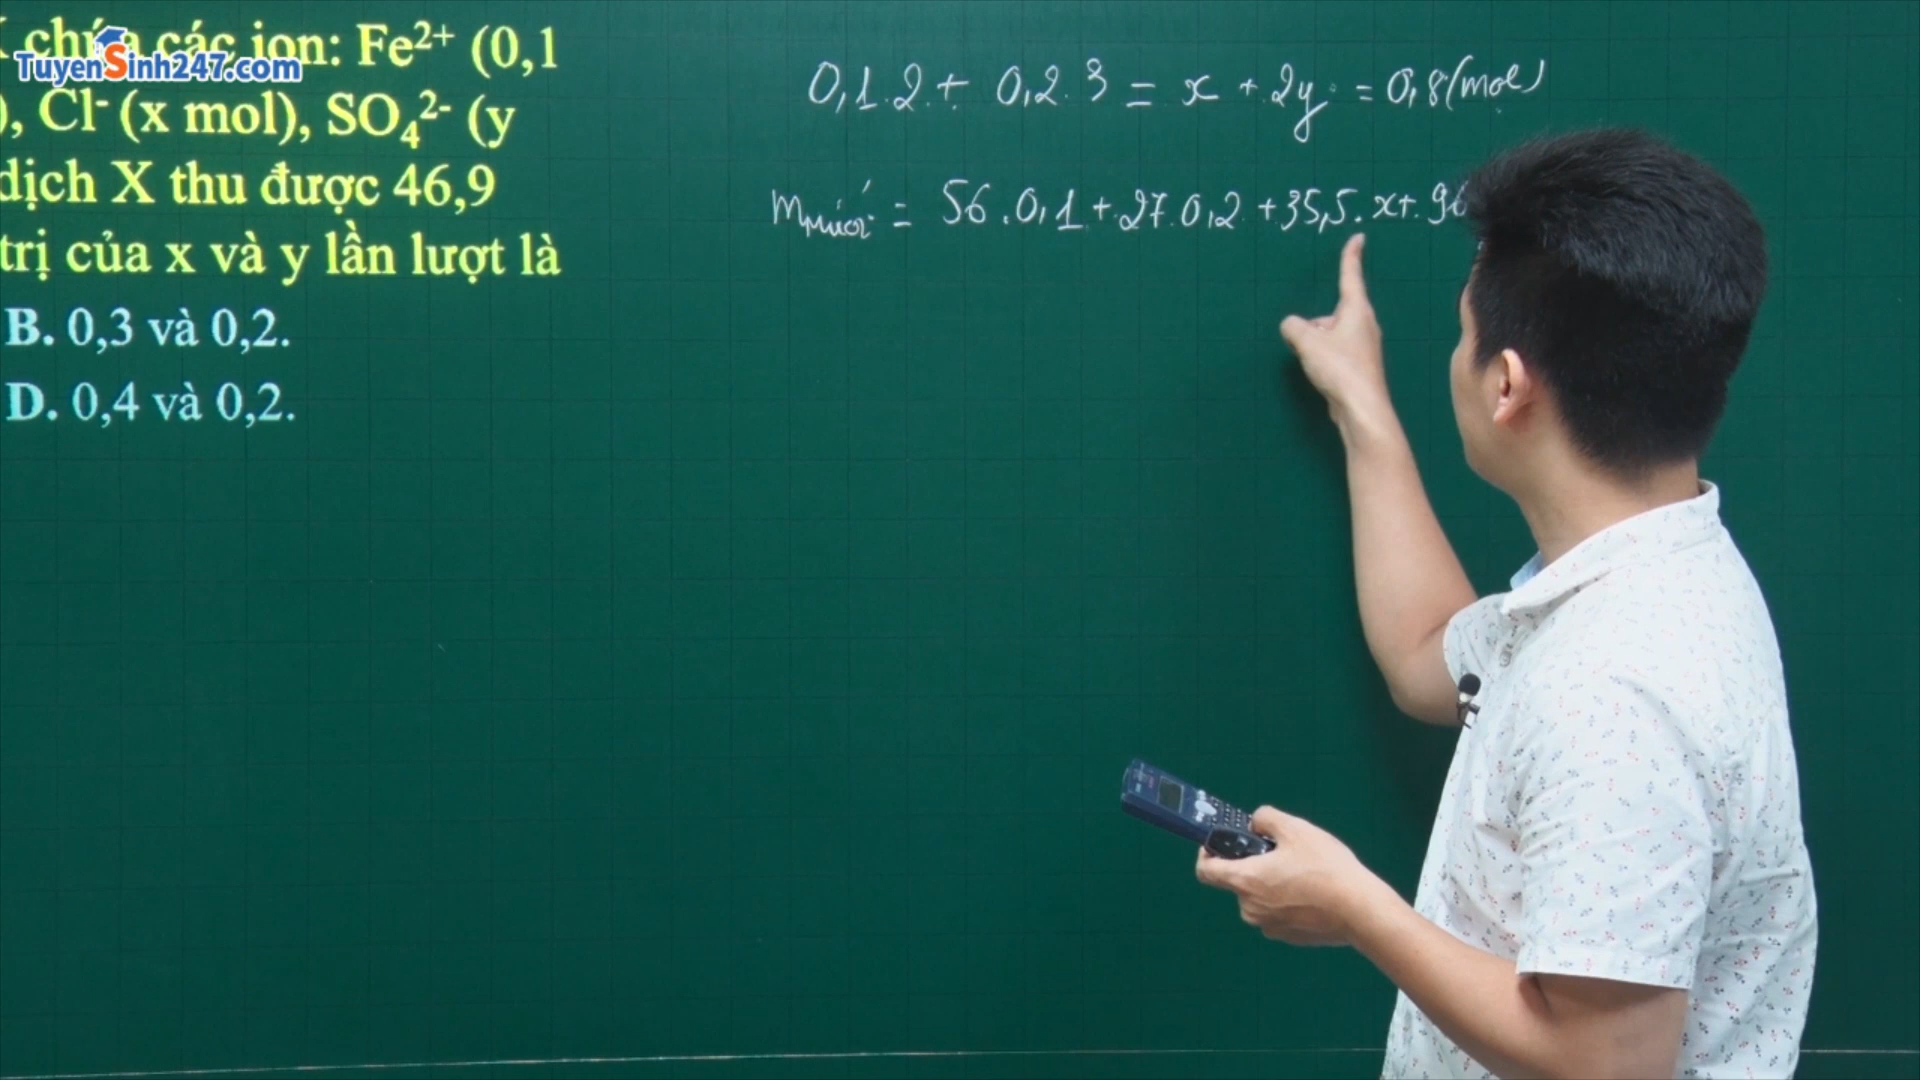 chứa các ion: Fe²⁺ (0,1
TuyenSinh247.com
), Cl⁻ (x mol), SO₄²⁻ (y
dịch X thu được 46,9
trị của x và y lần lượt là
B. 0,3 và 0,2.
D. 0,4 và 0,2.
0,1.2 + 0,2.3 = x + 2y = 0,8 (mol)
m muối = 56.0,1 + 27.0,2 + 35,5.x + 96